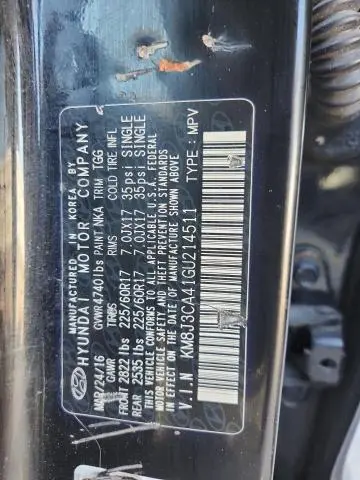 MANUFACTURED IN KOREA BY
HYUNDAI MOTOR COMPANY
MAR/24/16 GVWR 4740 lbs PAINT NKA TRIM TGG
GAWR TIRES RIMS COLD TIRE INFL
FRONT 2822 lbs 225/60R17 7.0JX17 35psi SINGLE
REAR 2535 lbs 225/60R17 7.0JX17 35psi SINGLE
THIS VEHICLE CONFORMS TO ALL APPLICABLE U.S.A. FEDERAL
MOTOR VEHICLE SAFETY AND THEFT PREVENTION STANDARDS
IN EFFECT ON THE DATE OF MANUFACTURE SHOWN ABOVE
V.I.N KM8J3CA41GU214511 TYPE: MPV